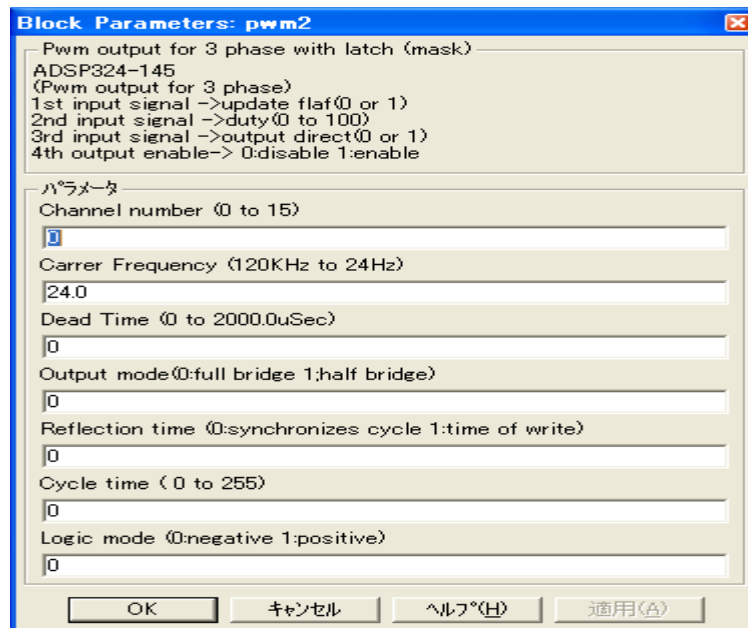 Block Parameters: pwm2
Pwm output for 3 phase with latch (mask)
ADSP324-145
(Pwm output for 3 phase)
1st input signal ->update flaf(0 or 1)
2nd input signal ->duty(0 to 100)
3rd input signal ->output direct(0 or 1)
4th output enable-> 0:disable 1:enable
パラメータ
Channel number (0 to 15)
0
Carrer Frequency (120KHz to 24Hz)
24.0
Dead Time (0 to 2000.0uSec)
0
Output mode(0:full bridge 1;half bridge)
0
Reflection time (0:synchronizes cycle 1:time of write)
0
Cycle time ( 0 to 255)
0
Logic mode (0:negative 1:positive)
0
OK キャンセル ヘルプ(H) 適用(A)